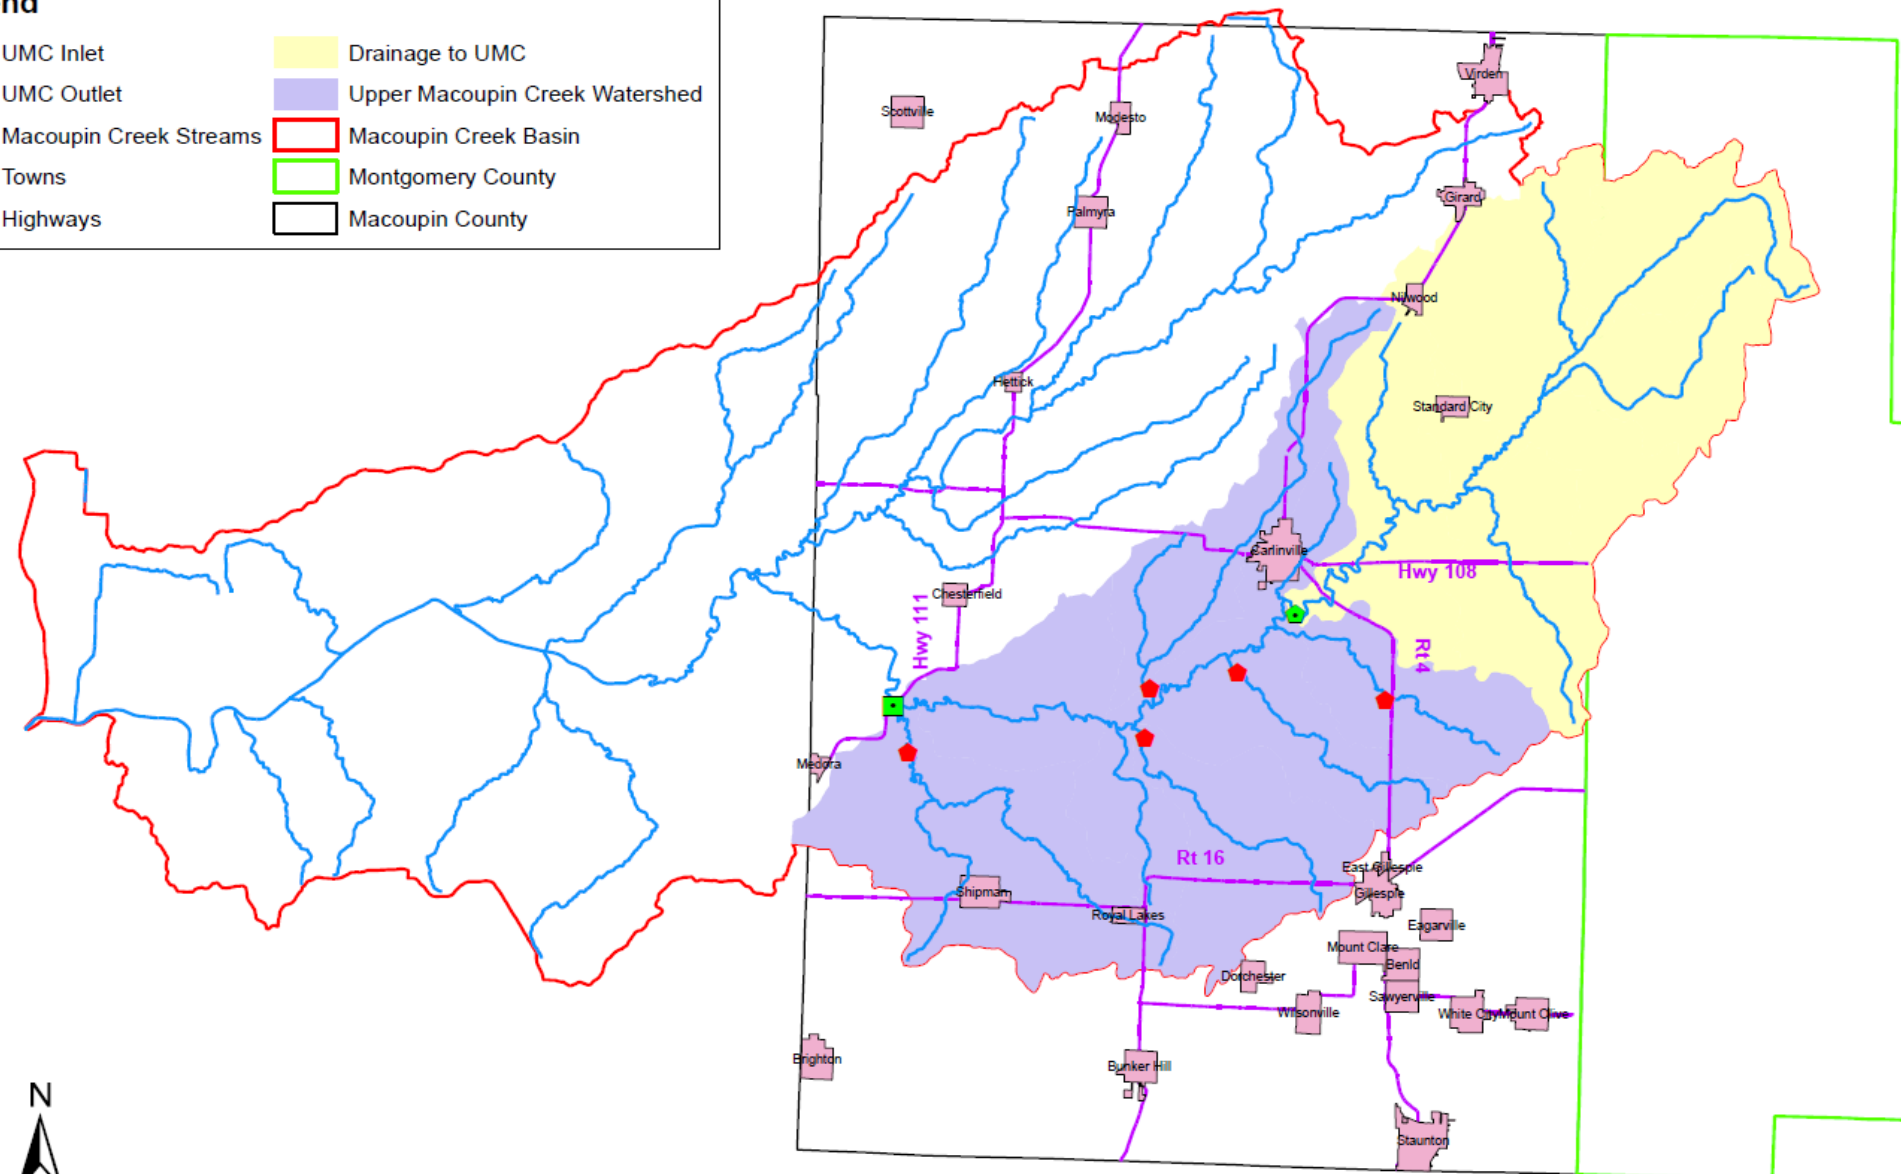 nd
UMC Inlet
Drainage to UMC
UMC Outlet
Upper Macoupin Creek Watershed
Macoupin Creek Streams
Macoupin Creek Basin
Towns
Montgomery County
Highways
Macoupin County
Virden
Scottville
Modesto
Girard
Palmyra
Nilwood
Hettick
Standard City
Carlinville
Hwy 108
Chesterfield
Hwy 111
Rt 4
Medora
Rt 16
East Gillespie
Gillespie
Shipman
Royal Lakes
Eagarville
Mount Clare
Benld
Dorchester
Sawyerville
Wilsonville
White City
Mount Olive
Brighton
Bunker Hill
N
Staunton